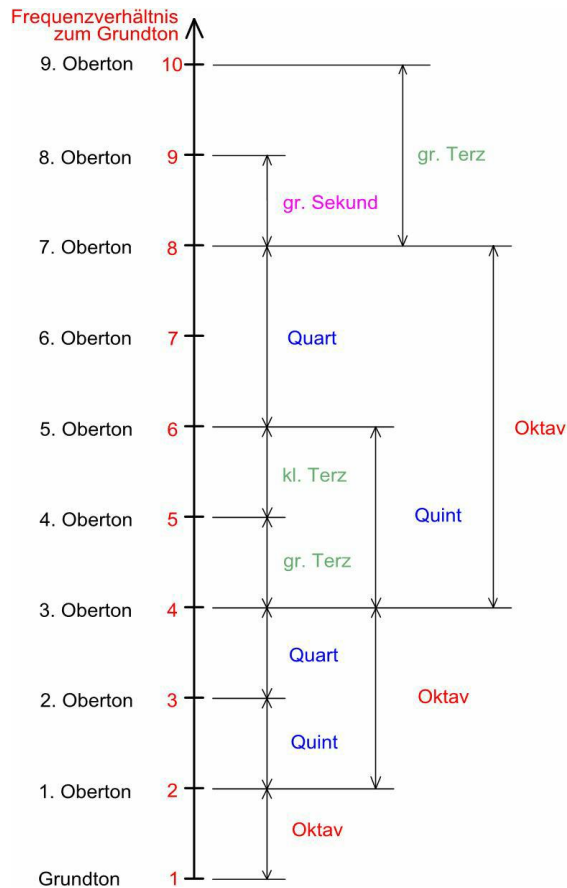 Frequenzverhältnis
zum Grundton
9. Oberton 10
gr. Terz
8. Oberton 9
gr. Sekund
7. Oberton 8
6. Oberton 7 Quart
5. Oberton 6 Oktav
kl. Terz
4. Oberton 5 Quint
gr. Terz
3. Oberton 4
Quart
2. Oberton 3 Oktav
Quint
1. Oberton 2
Oktav
Grundton 1